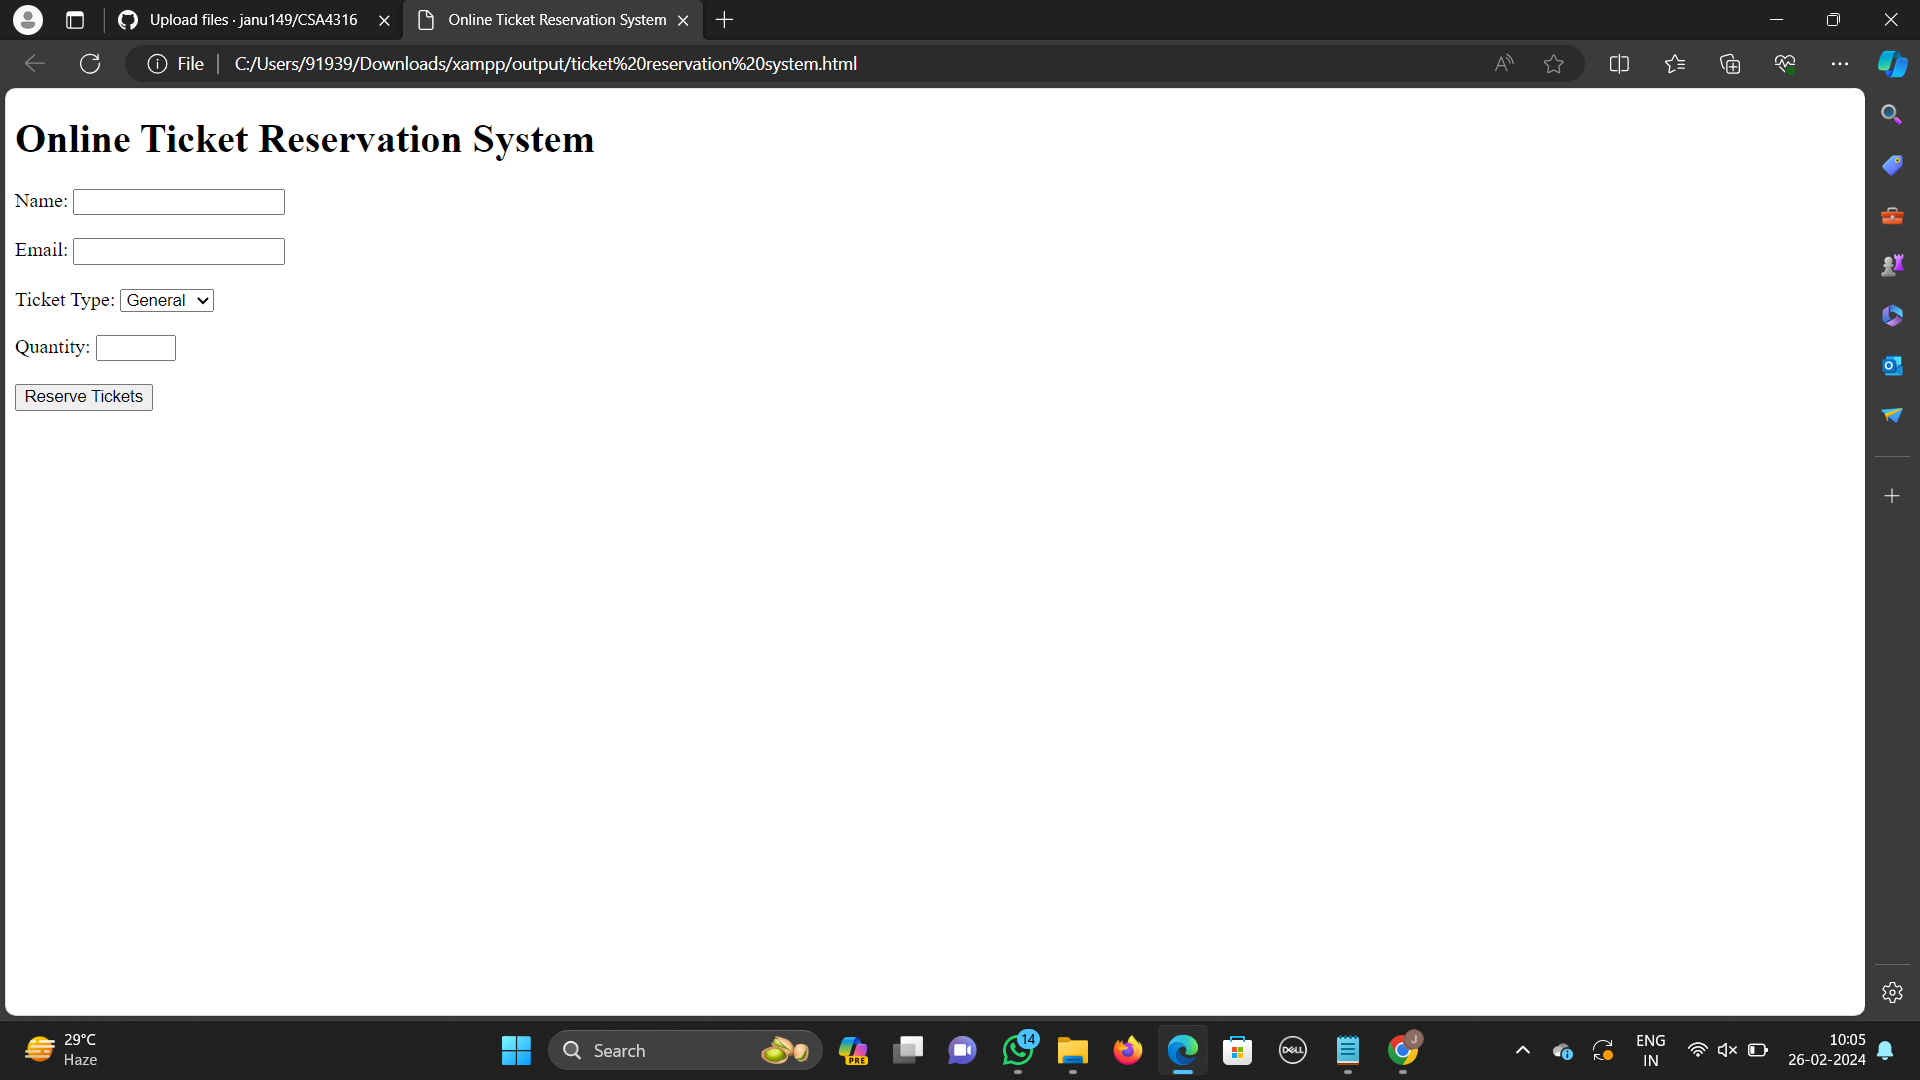 Upload files · janu149/CSA4316
Online Ticket Reservation System
File
C:/Users/91939/Downloads/xampp/output/ticket%20reservation%20system.html
Online Ticket Reservation System
Name:
Email:
Ticket Type: General
Quantity:
Reserve Tickets
29°C
Haze
Search
PRE
14
DELL
J
ENG
IN
10:05
26-02-2024